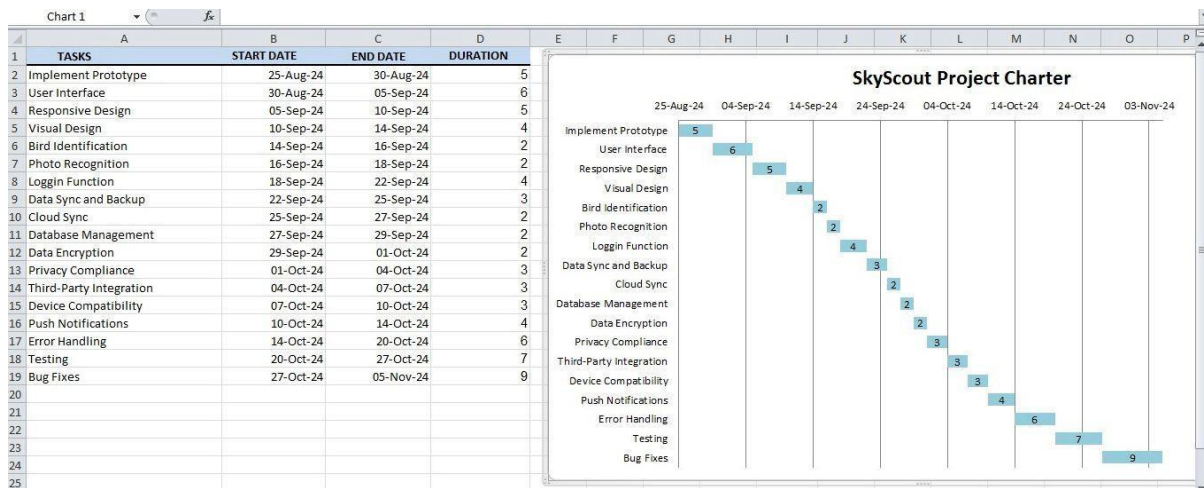 Chart 1 fx
A B C D E F G H I J K L M N O P
1 TASKS START DATE END DATE DURATION
2 Implement Prototype 25-Aug-24 30-Aug-24 5
3 User Interface 30-Aug-24 05-Sep-24 6
4 Responsive Design 05-Sep-24 10-Sep-24 5
5 Visual Design 10-Sep-24 14-Sep-24 4
6 Bird Identification 14-Sep-24 16-Sep-24 2
7 Photo Recognition 16-Sep-24 18-Sep-24 2
8 Loggin Function 18-Sep-24 22-Sep-24 4
9 Data Sync and Backup 22-Sep-24 25-Sep-24 3
10 Cloud Sync 25-Sep-24 27-Sep-24 2
11 Database Management 27-Sep-24 29-Sep-24 2
12 Data Encryption 29-Sep-24 01-Oct-24 2
13 Privacy Compliance 01-Oct-24 04-Oct-24 3
14 Third-Party Integration 04-Oct-24 07-Oct-24 3
15 Device Compatibility 07-Oct-24 10-Oct-24 3
16 Push Notifications 10-Oct-24 14-Oct-24 4
17 Error Handling 14-Oct-24 20-Oct-24 6
18 Testing 20-Oct-24 27-Oct-24 7
19 Bug Fixes 27-Oct-24 05-Nov-24 9
20
21
22
23
24
25
SkyScout Project Charter
25-Aug-24 04-Sep-24 14-Sep-24 24-Sep-24 04-Oct-24 14-Oct-24 24-Oct-24 03-Nov-24
Implement Prototype 5
User Interface 6
Responsive Design 5
Visual Design 4
Bird Identification 2
Photo Recognition 2
Loggin Function 4
Data Sync and Backup 3
Cloud Sync 2
Database Management 2
Data Encryption 2
Privacy Compliance 3
Third-Party Integration 3
Device Compatibility 3
Push Notifications 4
Error Handling 6
Testing 7
Bug Fixes 9